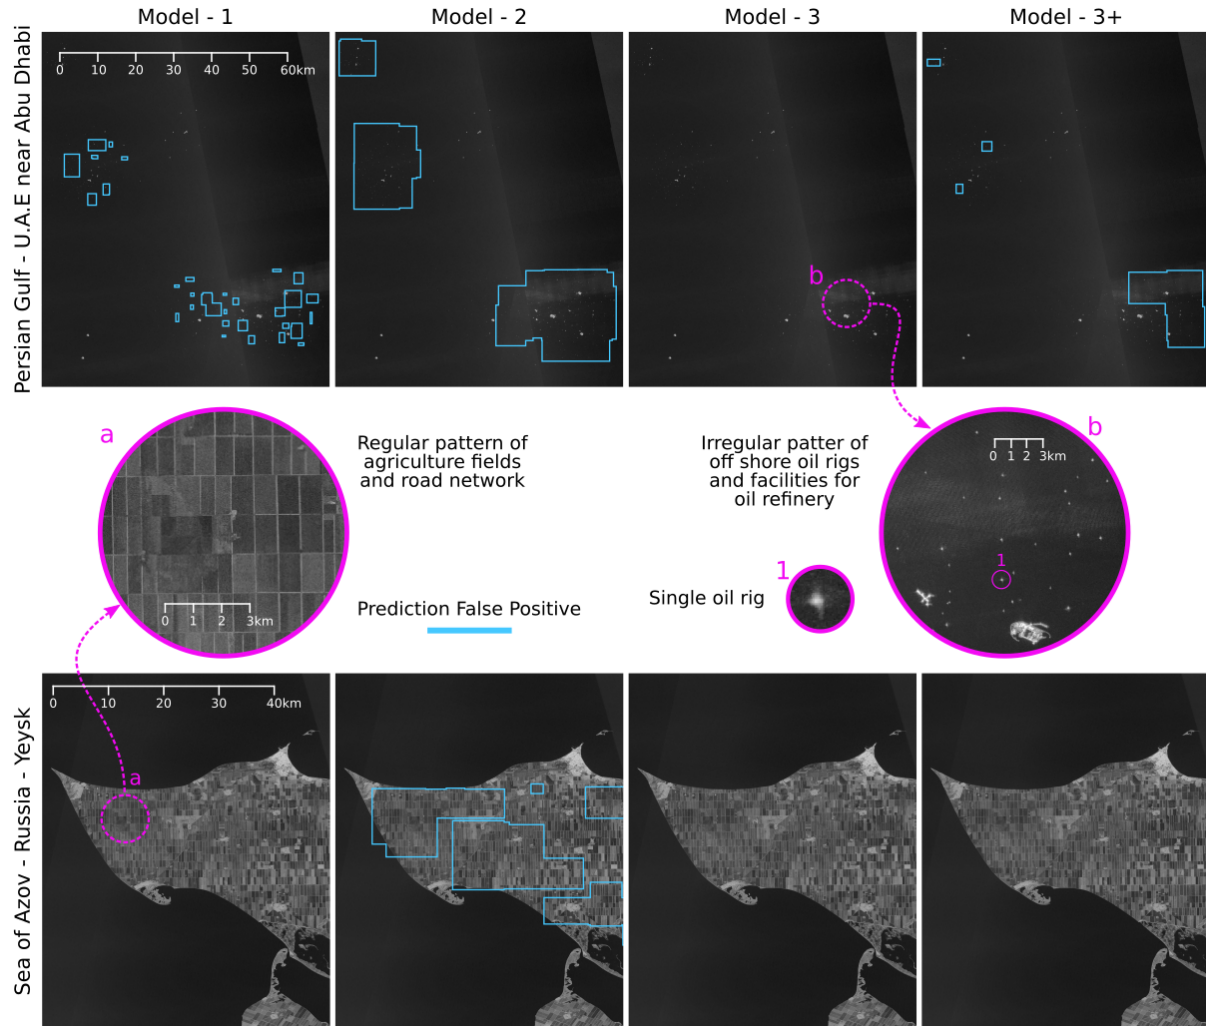 Model - 1
Model - 2
Model - 3
Model - 3+
Persian Gulf - U.A.E near Abu Dhabi
0 10 20 30 40 50 60km
b
a
Regular pattern of
agriculture fields
and road network
0 1 2 3km
Prediction False Positive
Irregular patter of
off shore oil rigs
and facilities for
oil refinery
1
Single oil rig
b
0 1 2 3km
1
Sea of Azov - Russia - Yeysk
0 10 20 30 40km
a